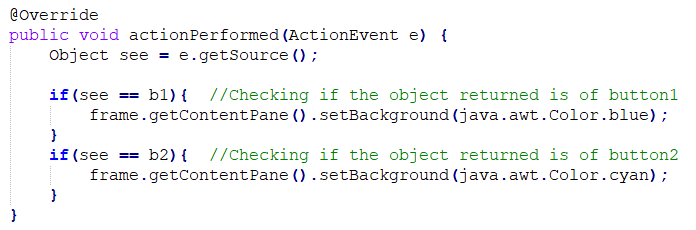 @Override
public void actionPerformed(ActionEvent e) {
    Object see = e.getSource();

    if(see == b1){  //Checking if the object returned is of button1
        frame.getContentPane().setBackground(java.awt.Color.blue);
    }
    if(see == b2){  //Checking if the object returned is of button2
        frame.getContentPane().setBackground(java.awt.Color.cyan);
    }
}